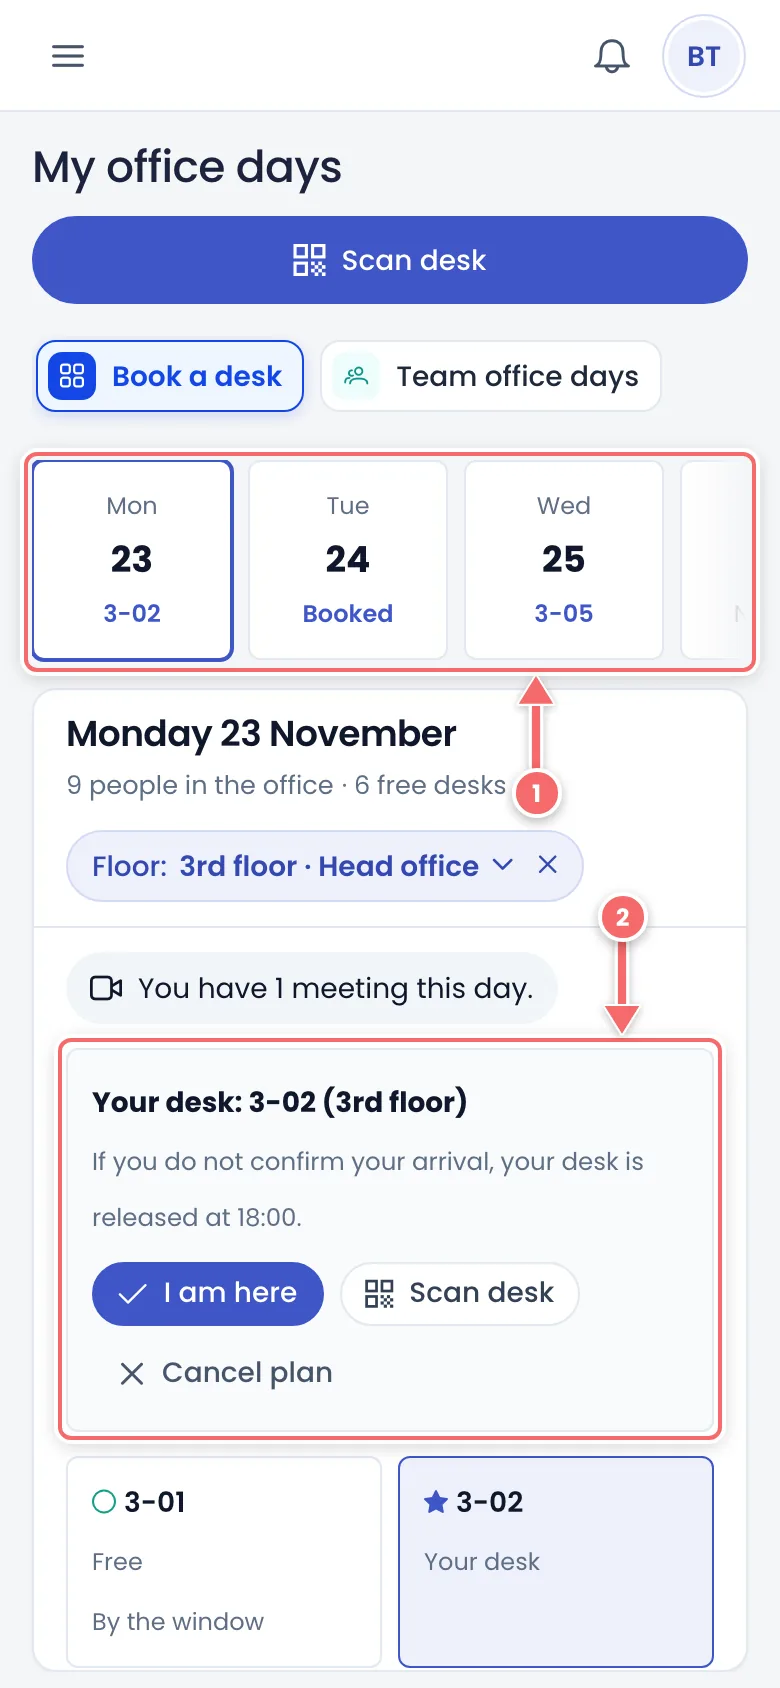 BT
My office days
Scan desk
Book a desk
Team office days
Mon
23
3-02
Tue
24
Booked
Wed
25
3-05
Monday 23 November
9 people in the office · 6 free desks
1
Floor: 3rd floor · Head office
2
You have 1 meeting this day.
Your desk: 3-02 (3rd floor)
If you do not confirm your arrival, your desk is
released at 18:00.
I am here
Scan desk
Cancel plan
3-01
Free
By the window
3-02
Your desk